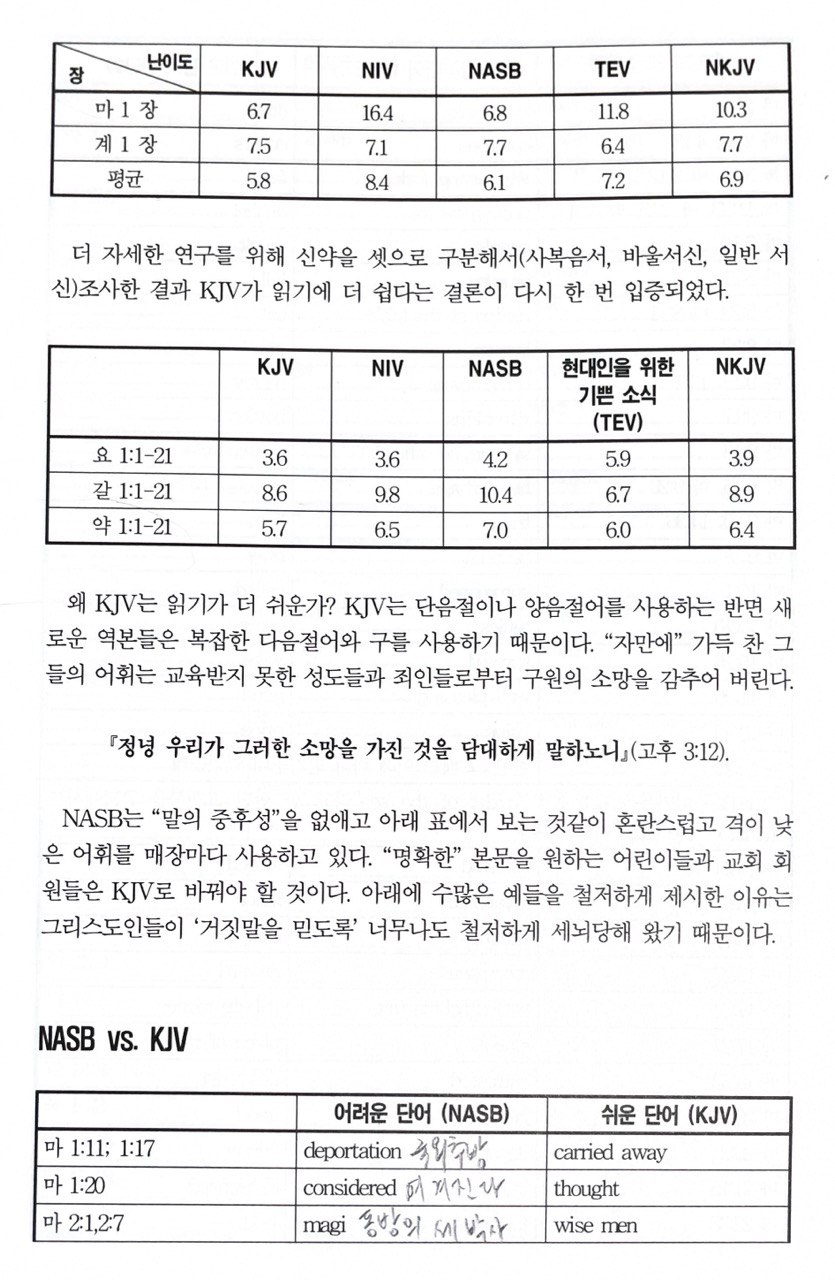 장 난이도 KJV NIV NASB TEV NKJV
마 1 장 6.7 16.4 6.8 11.8 10.3
계 1 장 7.5 7.1 7.7 6.4 7.7
평균 5.8 8.4 6.1 7.2 6.9
더 자세한 연구를 위해 신약을 셋으로 구분해서(사복음서, 바울서신, 일반 서
신)조사한 결과 KJV가 읽기에 더 쉽다는 결론이 다시 한 번 입증되었다.
KJV NIV NASB 현대인을 위한 NKJV
기쁜 소식
(TEV)
요 1:1-21 3.6 3.6 4.2 5.9 3.9
갈 1:1-21 8.6 9.8 10.4 6.7 8.9
약 1:1-21 5.7 6.5 7.0 6.0 6.4
왜 KJV는 읽기가 더 쉬운가? KJV는 단음절이나 양음절어를 사용하는 반면 새
로운 역본들은 복잡한 다음절어와 구를 사용하기 때문이다. “자만에” 가득 찬 그
들의 어휘는 교육받지 못한 성도들과 죄인들로부터 구원의 소망을 감추어 버린다.
『정녕 우리가 그러한 소망을 가진 것을 담대하게 말하노니』(고후 3:12).
NASB는 “말의 중후성”을 없애고 아래 표에서 보는 것같이 혼란스럽고 격이 낮
은 어휘를 매장마다 사용하고 있다. “명확한” 본문을 원하는 어린이들과 교회 회
원들은 KJV로 바꿔야 할 것이다. 아래에 수많은 예들을 철저하게 제시한 이유는
그리스도인들이 ‘거짓말을 믿도록’ 너무나도 철저하게 세뇌당해 왔기 때문이다.
NASB vs. KJV
어려운 단어 (NASB) 쉬운 단어 (KJV)
마 1:11; 1:17 deportation 국외추방 carried away
마 1:20 considered 여겨진다 thought
마 2:1,2:7 magi 동방의 세 박사 wise men